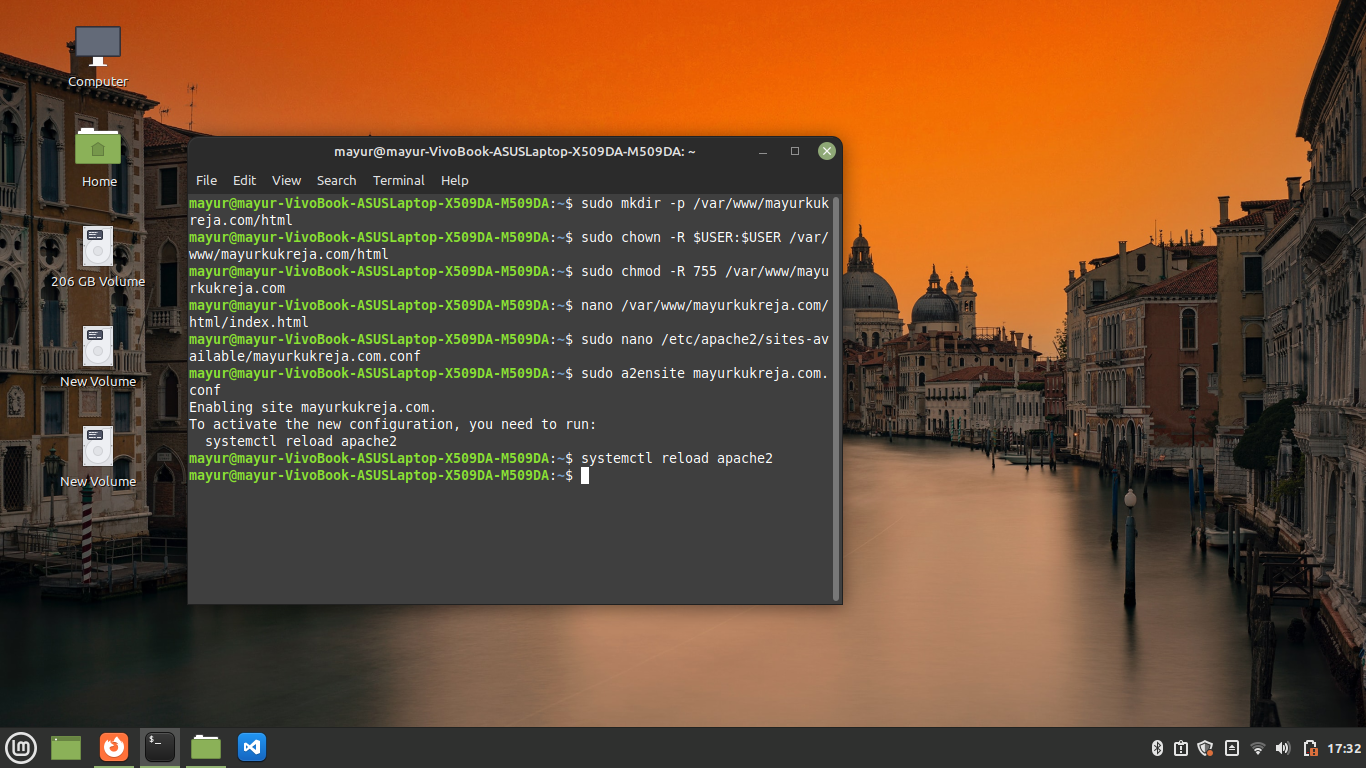 Computer
Home
206 GB Volume
New Volume
New Volume
mayur@mayur-VivoBook-ASUSLaptop-X509DA-M509DA: ~
File Edit View Search Terminal Help
mayur@mayur-VivoBook-ASUSLaptop-X509DA-M509DA:~$ sudo mkdir -p /var/www/mayurkuk
reja.com/html
mayur@mayur-VivoBook-ASUSLaptop-X509DA-M509DA:~$ sudo chown -R $USER:$USER /var/
www/mayurkukreja.com/html
mayur@mayur-VivoBook-ASUSLaptop-X509DA-M509DA:~$ sudo chmod -R 755 /var/www/mayu
rkukreja.com
mayur@mayur-VivoBook-ASUSLaptop-X509DA-M509DA:~$ nano /var/www/mayurkukreja.com/
html/index.html
mayur@mayur-VivoBook-ASUSLaptop-X509DA-M509DA:~$ sudo nano /etc/apache2/sites-av
ailable/mayurkukreja.com.conf
mayur@mayur-VivoBook-ASUSLaptop-X509DA-M509DA:~$ sudo a2ensite mayurkukreja.com.
conf
Enabling site mayurkukreja.com.
To activate the new configuration, you need to run:
  systemctl reload apache2
mayur@mayur-VivoBook-ASUSLaptop-X509DA-M509DA:~$ systemctl reload apache2
mayur@mayur-VivoBook-ASUSLaptop-X509DA-M509DA:~$
$_
17:32